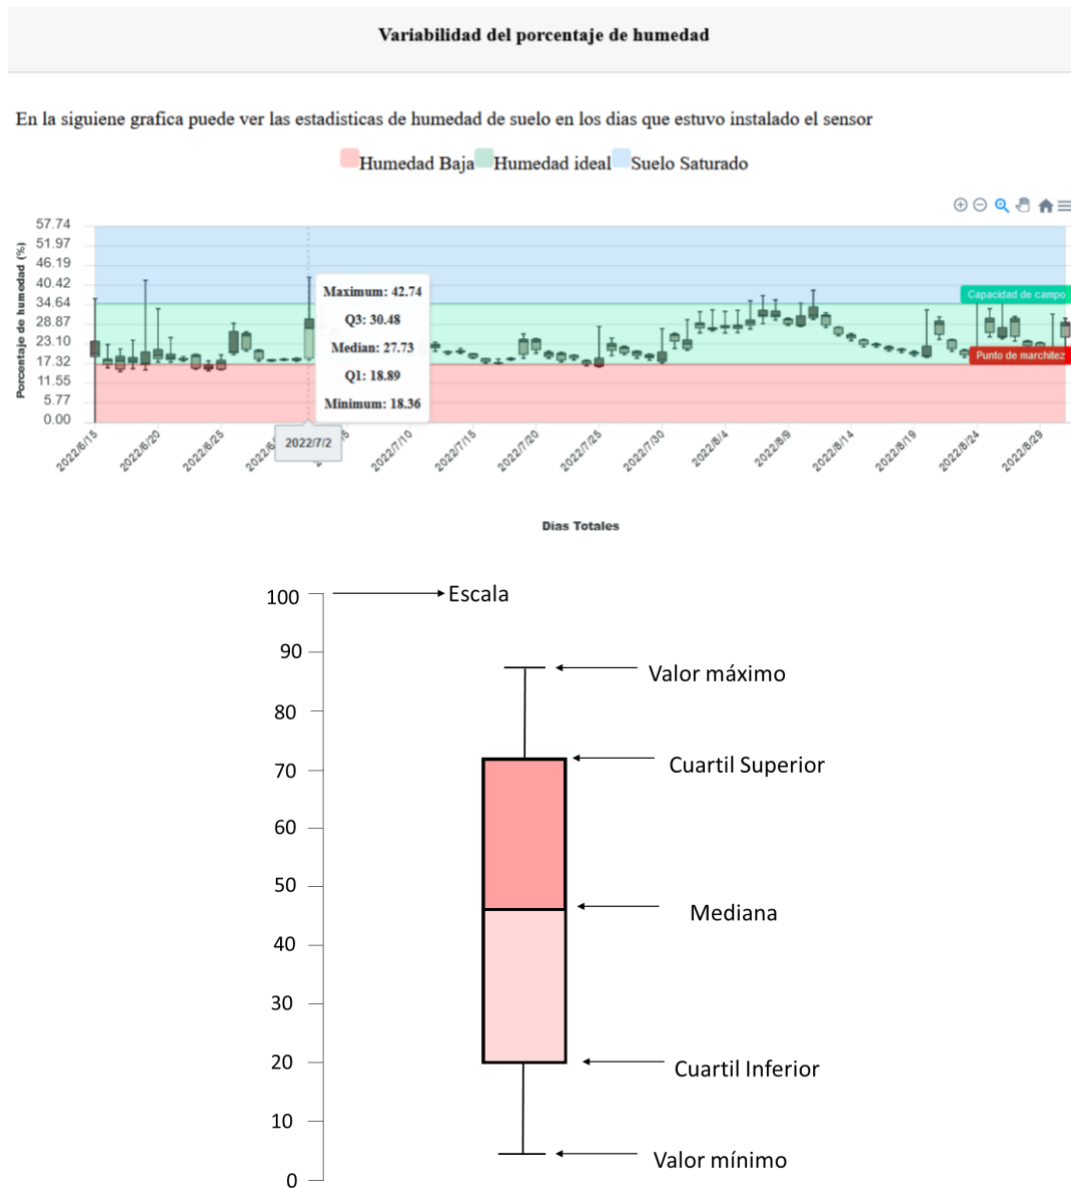 Variabilidad del porcentaje de humedad
En la siguiene grafica puede ver las estadisticas de humedad de suelo en los dias que estuvo instalado el sensor
Humedad Baja Humedad ideal Suelo Saturado
57.74
51.97
46.19
40.42
34.64
28.87
23.10
17.32
11.55
5.77
0.00
Porcentaje de humedad (%)
Maximum: 42.74
Q3: 30.48
Median: 27.73
Q1: 18.89
Minimum: 18.36
Capacidad de campo
Punto de marchitez
2022/6/15
2022/6/20
2022/6/25
2022/7/2
2022/7/10
2022/7/15
2022/7/20
2022/7/25
2022/7/30
2022/8/4
2022/8/9
2022/8/14
2022/8/19
2022/8/24
2022/8/29
Dias Totales
100
Escala
90
Valor máximo
80
Cuartil Superior
70
60
50
Mediana
40
30
20
Cuartil Inferior
10
Valor mínimo
0